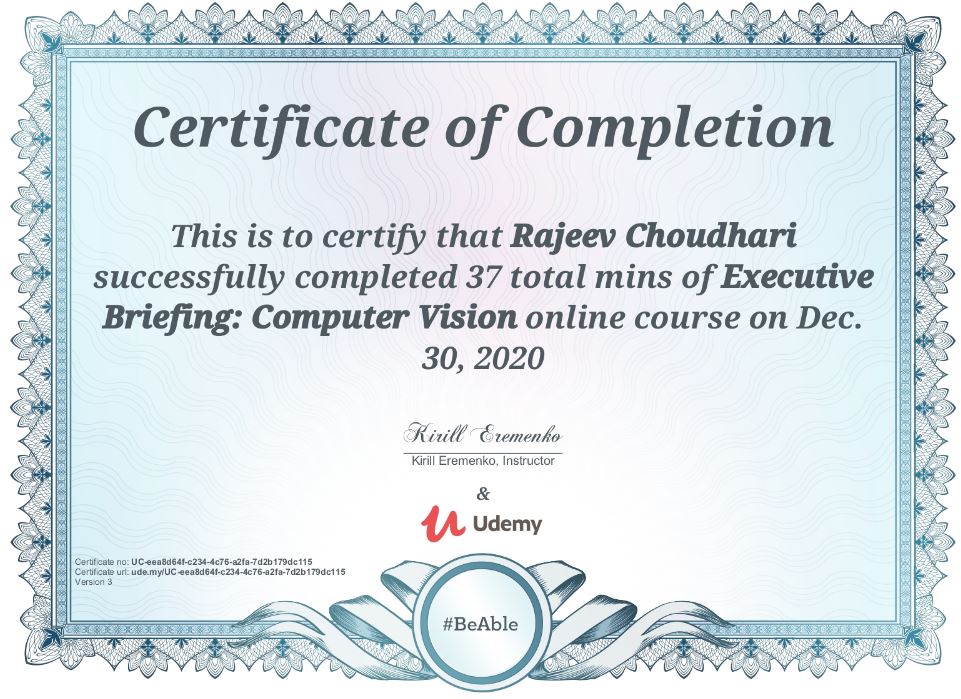 Certificate of Completion
This is to certify that Rajeev Choudhari
successfully completed 37 total mins of Executive
Briefing: Computer Vision online course on Dec.
30, 2020
Kirill Eremenko
Kirill Eremenko, Instructor
&
Udemy
Certificate no: UC-eea8d64f-c234-4c76-a2fa-7d2b179dc115
Certificate url: ude.my/UC-eea8d64f-c234-4c76-a2fa-7d2b179dc115
Version 3
#BeAble